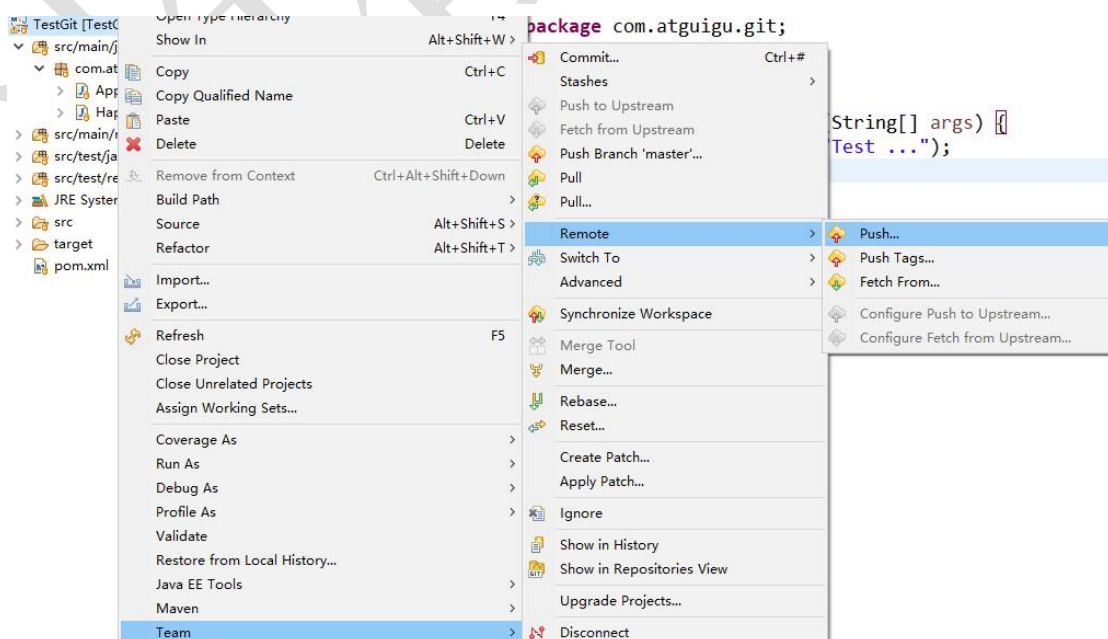 TestGit [TestG
src/main/j
com.at
App
Hap
src/main/r
src/test/ja
src/test/re
JRE System
src
target
pom.xml
Open Type Hierarchy F4
Show In Alt+Shift+W >
Copy Ctrl+C
Copy Qualified Name
Paste Ctrl+V
Delete Delete
Remove from Context Ctrl+Alt+Shift+Down
Build Path >
Source Alt+Shift+S >
Refactor Alt+Shift+T >
Import...
Export...
Refresh F5
Close Project
Close Unrelated Projects
Assign Working Sets...
Coverage As >
Run As >
Debug As >
Profile As >
Validate
Restore from Local History...
Java EE Tools >
Maven >
Team >
package com.atguigu.git;
String[] args) {
"Test ...");
Commit... Ctrl+#
Stashes >
Push to Upstream
Fetch from Upstream
Push Branch 'master'...
Pull
Pull...
Remote >
Switch To >
Advanced >
Synchronize Workspace
Merge Tool
Merge...
Rebase...
Reset...
Create Patch...
Apply Patch...
Ignore
Show in History
Show in Repositories View
Upgrade Projects...
Disconnect
Push...
Push Tags...
Fetch From...
Configure Push to Upstream...
Configure Fetch from Upstream...